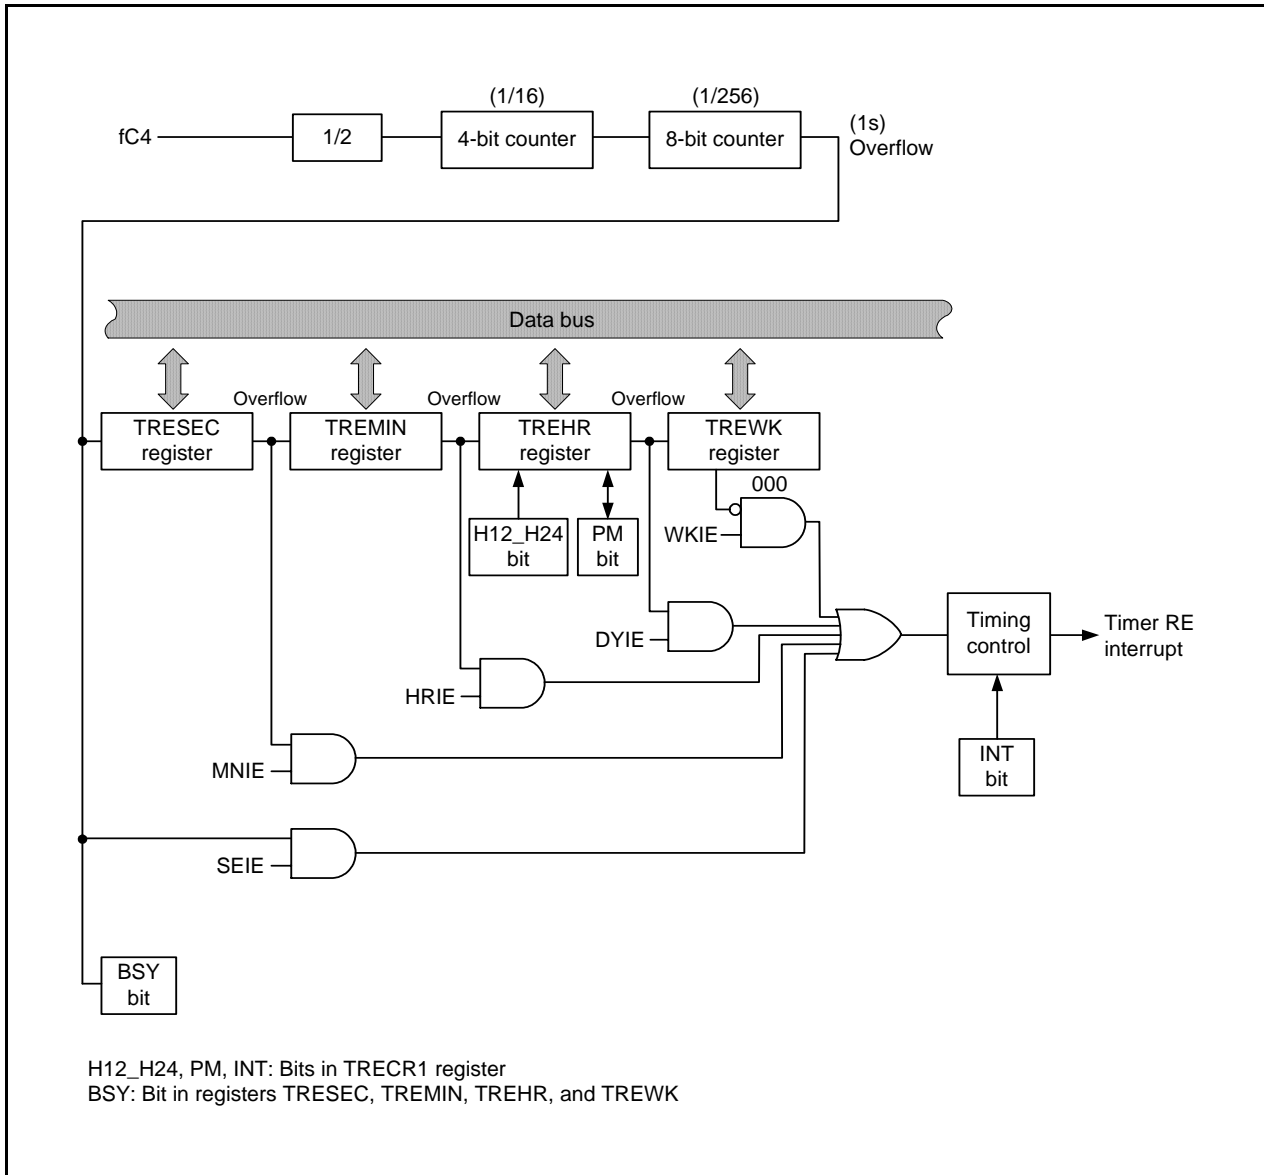 (1/16)
(1/256)
fC4
1/2
4-bit counter
8-bit counter
(1s)
Overflow
Data bus
Overflow
Overflow
Overflow
TRESEC
register
TREMIN
register
TREHR
register
TREWK
register
000
H12_H24
bit
PM
bit
WKIE
DYIE
HRIE
MNIE
SEIE
Timing
control
Timer RE
interrupt
INT
bit
BSY
bit
H12_H24, PM, INT: Bits in TRECR1 register
BSY: Bit in registers TRESEC, TREMIN, TREHR, and TREWK